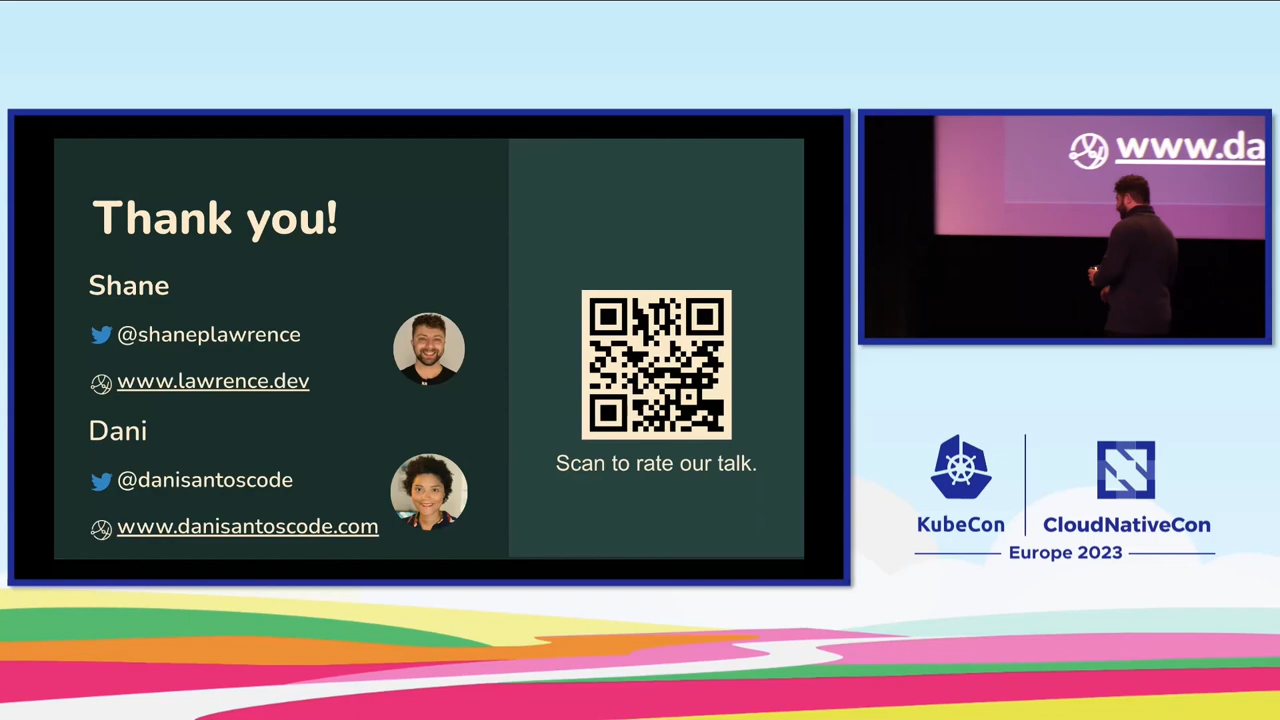 Thank you!
Shane
@shaneplawrence
www.lawrence.dev
Dani
@danisantoscode
www.danisantoscode.com
Scan to rate our talk.
www.da
KubeCon
CloudNativeCon
Europe 2023